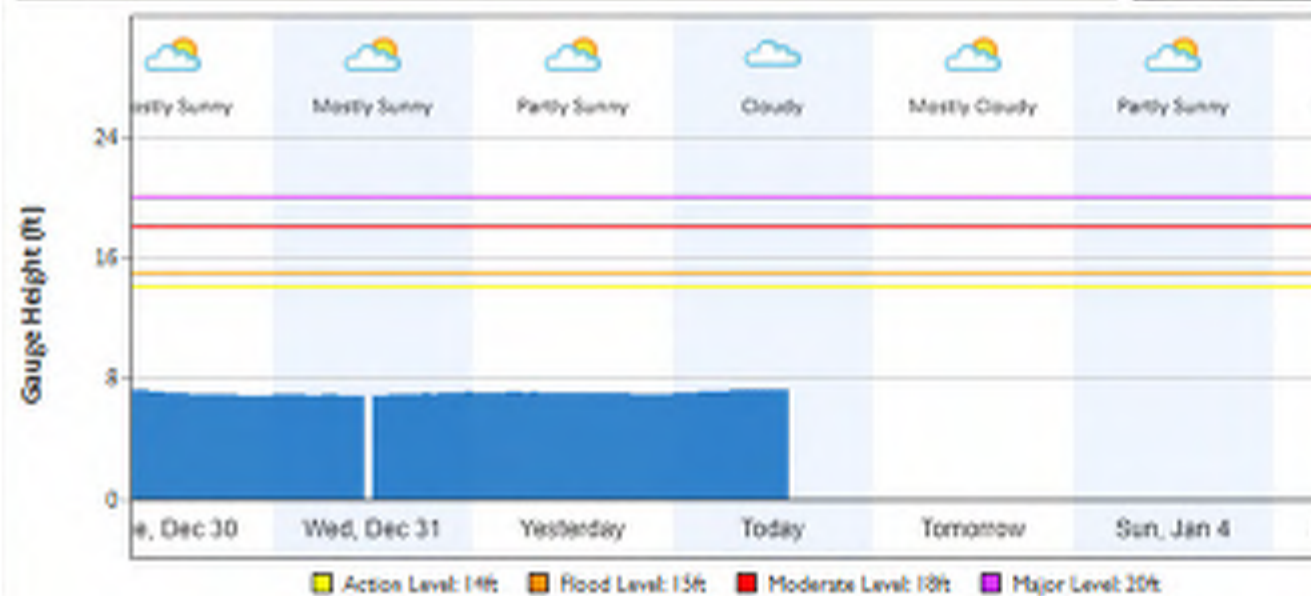 ostly Sunny
Mostly Sunny
Partly Sunny
Cloudy
Mostly Cloudy
Partly Sunny
24
16
8
0
Gauge Height (ft)
e, Dec 30
Wed, Dec 31
Yesterday
Today
Tomorrow
Sun, Jan 4
Action Level: 14ft
Flood Level: 15ft
Moderate Level: 18ft
Major Level: 20ft